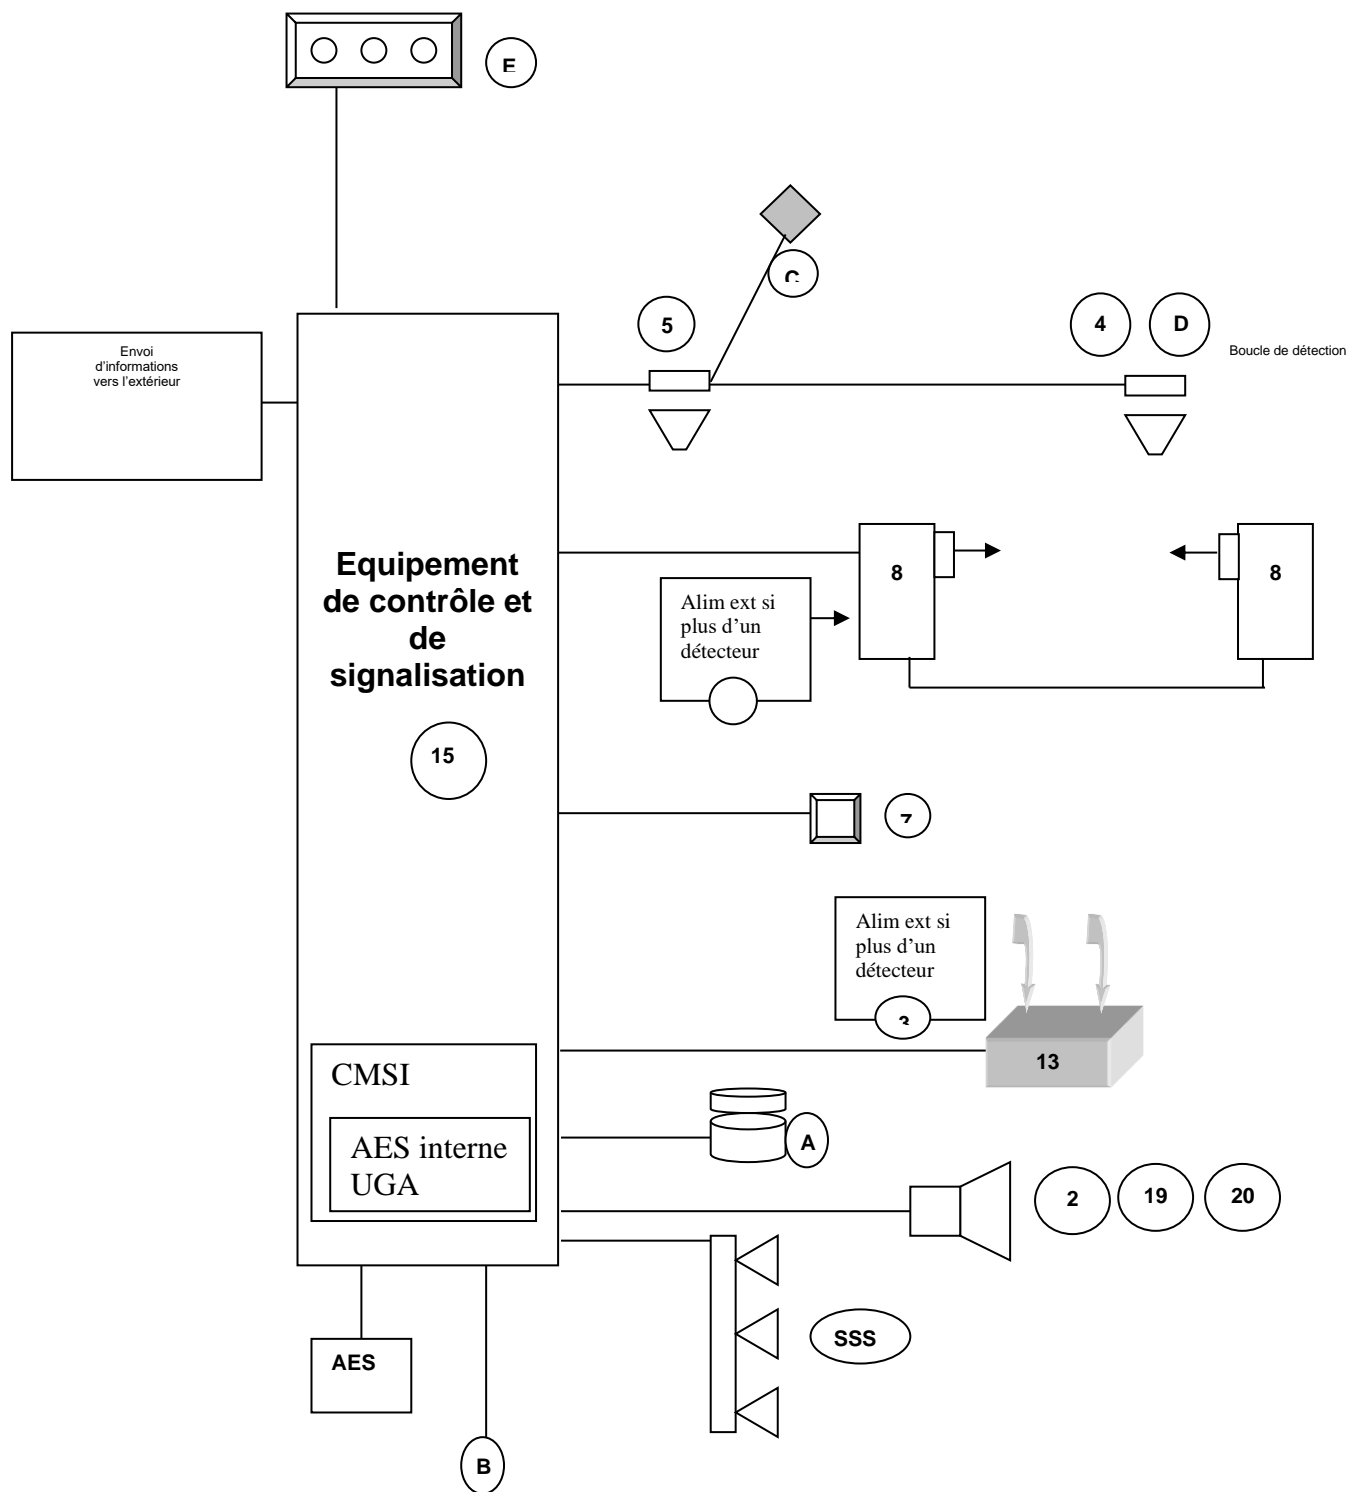 E
C
5
4
D
Boucle de détection
Envoi
d'informations
vers l'extérieur
Equipement
de contrôle et
de
signalisation
15
8
8
Alim ext si
plus d'un
détecteur
7
Alim ext si
plus d'un
détecteur
3
13
CMSI
AES interne
UGA
A
2
19
20
SSS
AES
B